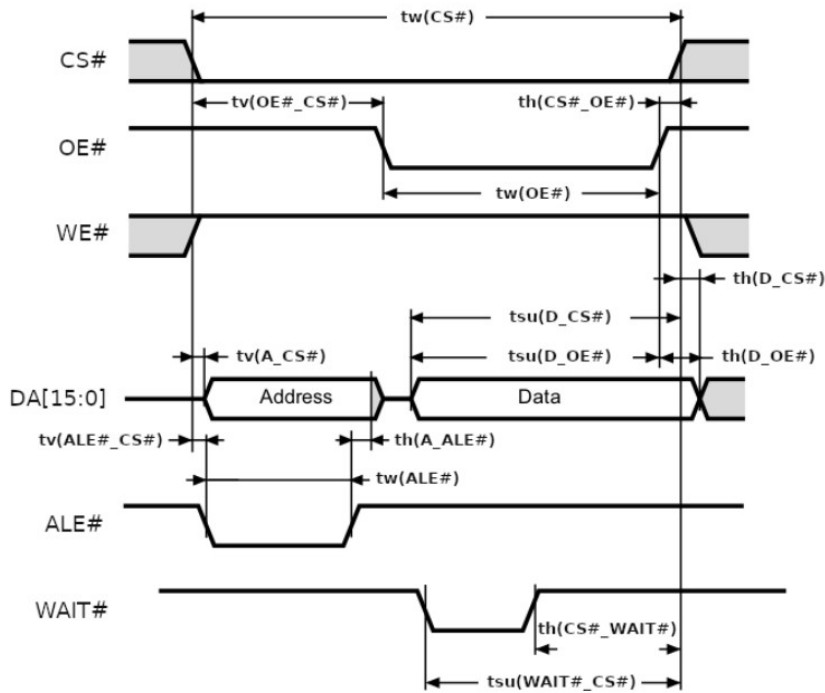 tw(CS#)
CS#
tv(OE#_CS#) th(CS#_OE#)
OE#
tw(OE#)
WE#
th(D_CS#)
tsu(D_CS#)
tv(A_CS#) tsu(D_OE#) th(D_OE#)
DA[15:0] Address Data
tv(ALE#_CS#) th(A_ALE#)
tw(ALE#)
ALE#
WAIT#
th(CS#_WAIT#)
tsu(WAIT#_CS#)